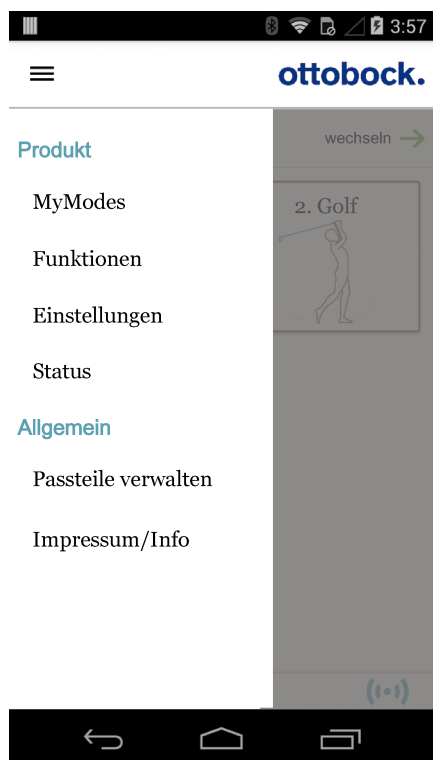 3:57
ottobock.
Produkt
wechseln
MyModes
2. Golf
Funktionen
Einstellungen
Status
Allgemein
Passteile verwalten
Impressum/Info